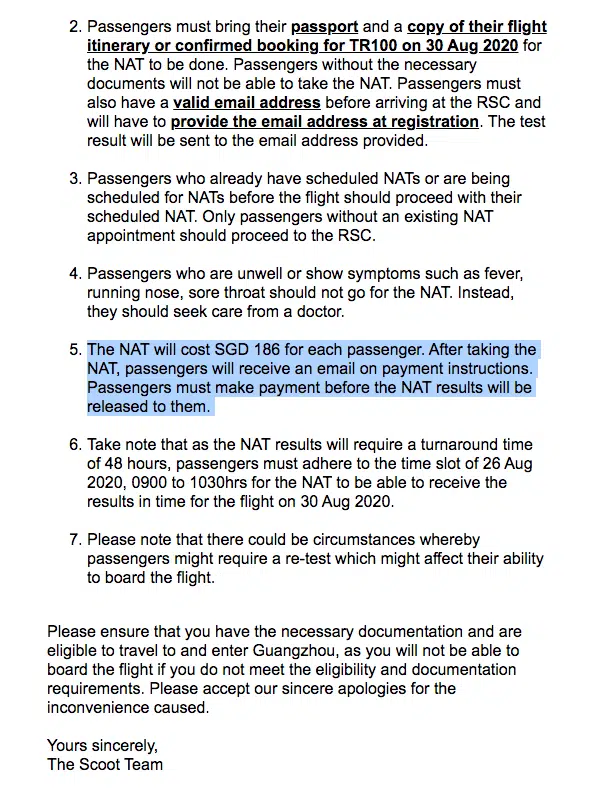 2. Passengers must bring their passport and a copy of their flight
itinerary or confirmed booking for TR100 on 30 Aug 2020 for
the NAT to be done. Passengers without the necessary
documents will not be able to take the NAT. Passengers must
also have a valid email address before arriving at the RSC and
will have to provide the email address at registration. The test
result will be sent to the email address provided.
3. Passengers who already have scheduled NATs or are being
scheduled for NATs before the flight should proceed with their
scheduled NAT. Only passengers without an existing NAT
appointment should proceed to the RSC.
4. Passengers who are unwell or show symptoms such as fever,
running nose, sore throat should not go for the NAT. Instead,
they should seek care from a doctor.
5. The NAT will cost SGD 186 for each passenger. After taking the
NAT, passengers will receive an email on payment instructions.
Passengers must make payment before the NAT results will be
released to them.
6. Take note that as the NAT results will require a turnaround time
of 48 hours, passengers must adhere to the time slot of 26 Aug
2020, 0900 to 1030hrs for the NAT to be able to receive the
results in time for the flight on 30 Aug 2020.
7. Please note that there could be circumstances whereby
passengers might require a re-test which might affect their ability
to board the flight.
Please ensure that you have the necessary documentation and are
eligible to travel to and enter Guangzhou, as you will not be able to
board the flight if you do not meet the eligibility and documentation
requirements. Please accept our sincere apologies for the
inconvenience caused.
Yours sincerely,
The Scoot Team